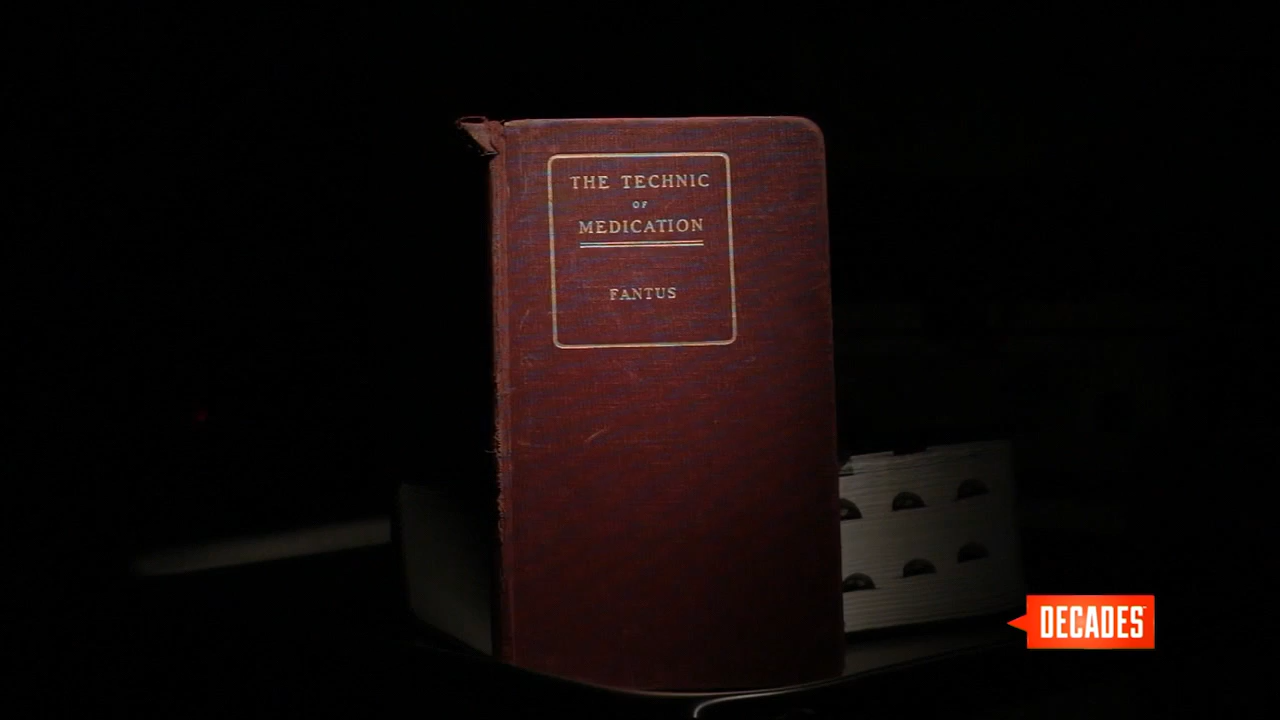 THE TECHNIC
OF
MEDICATION
FANTUS
DECADES